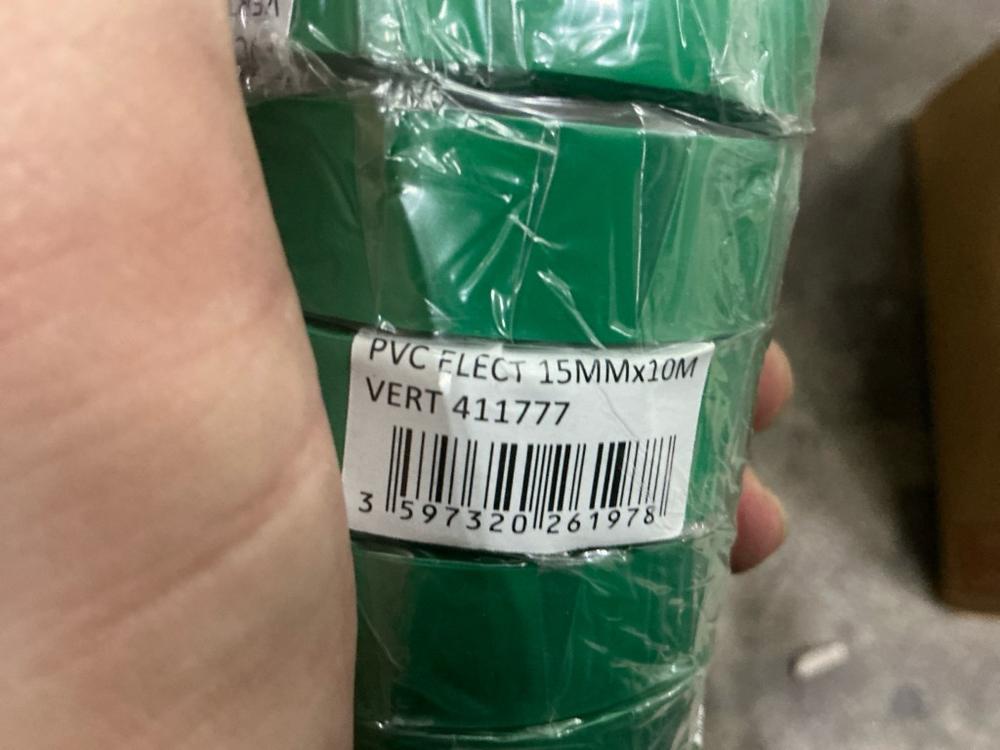 PVC ELECT 15MMx10M
VERT 411777
3 597320 261978